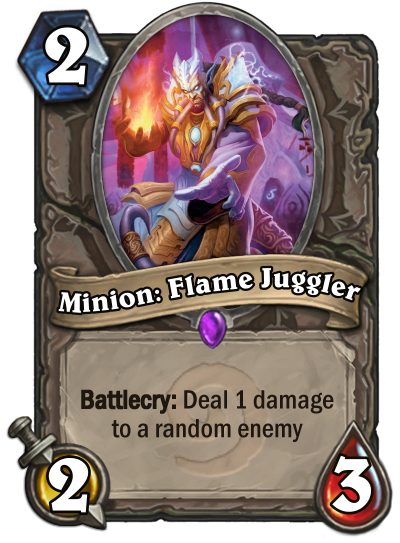 2
Minion: Flame Juggler
Battlecry: Deal 1 damage
to a random enemy
2
3